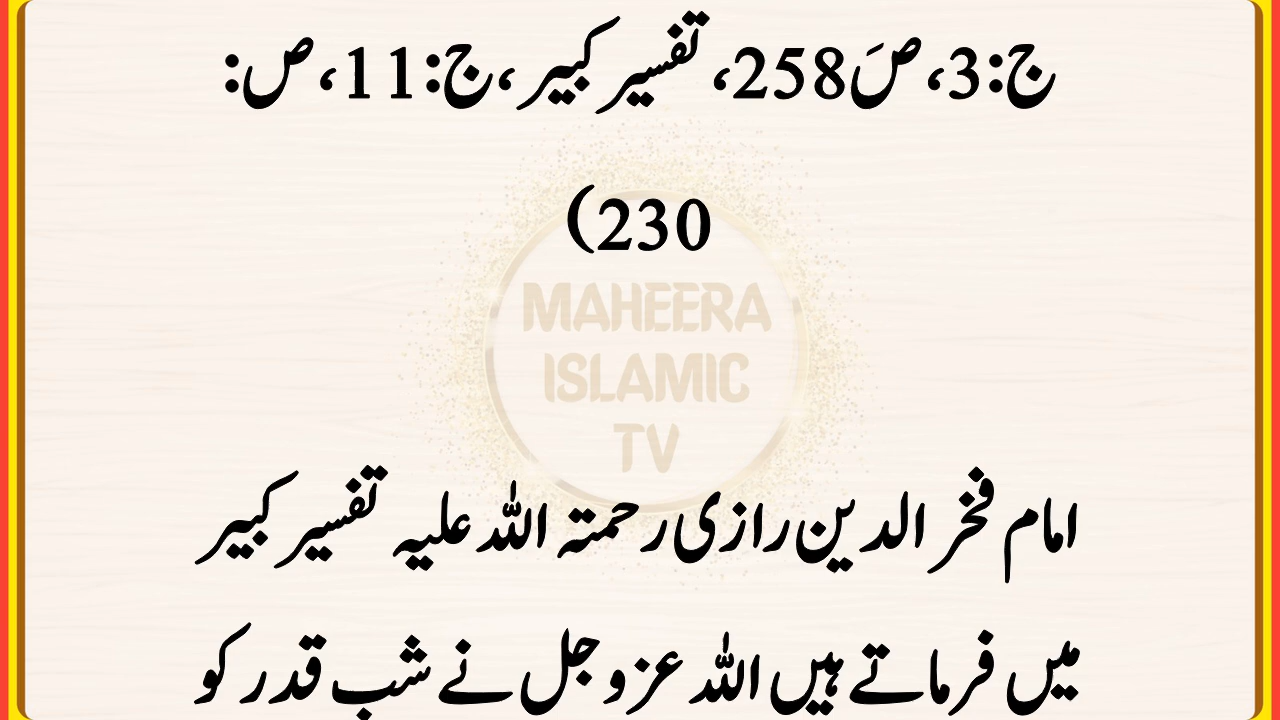 ج:3، صَ258، تفسیر کبیر، ج:11، ص:
230)
MAHEERA
ISLAMIC
TV
امام فخر الدین رازی رحمتہ اللہ علیہ تفسیر کبیر
میں فرماتے ہیں اللہ عزوجل نے شب قدر کو